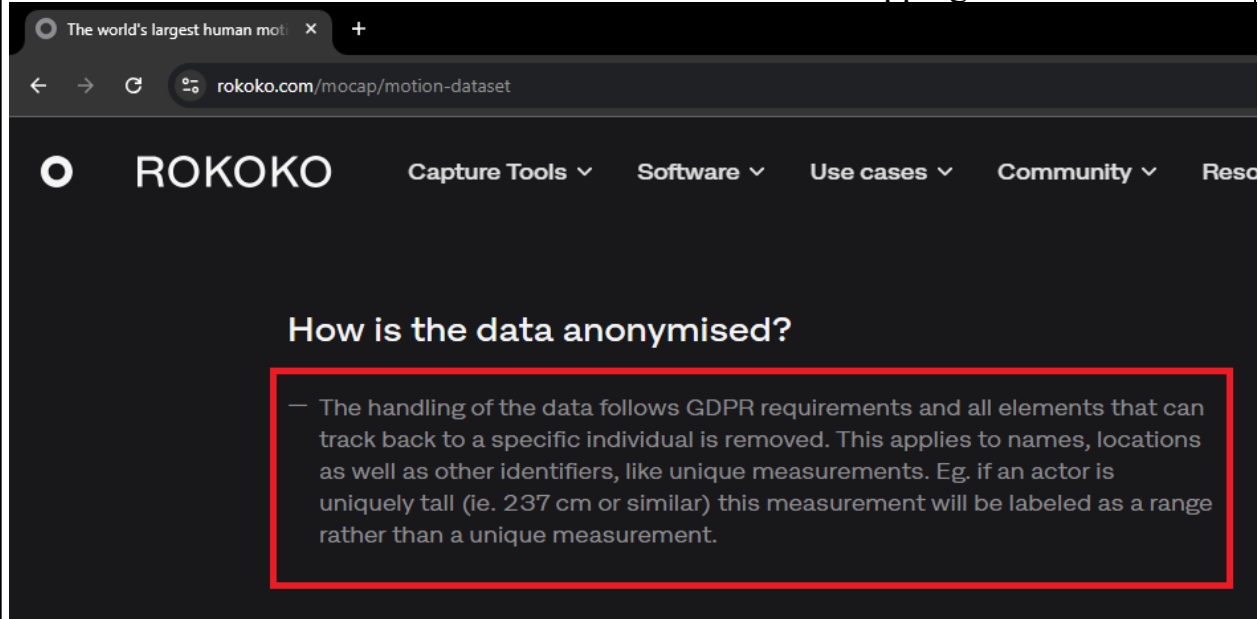 The world's largest human moti
rokoko.com/mocap/motion-dataset
ROKOKO Capture Tools Software Use cases Community Reso
How is the data anonymised?
— The handling of the data follows GDPR requirements and all elements that can
track back to a specific individual is removed. This applies to names, locations
as well as other identifiers, like unique measurements. Eg. if an actor is
uniquely tall (ie. 237 cm or similar) this measurement will be labeled as a range
rather than a unique measurement.